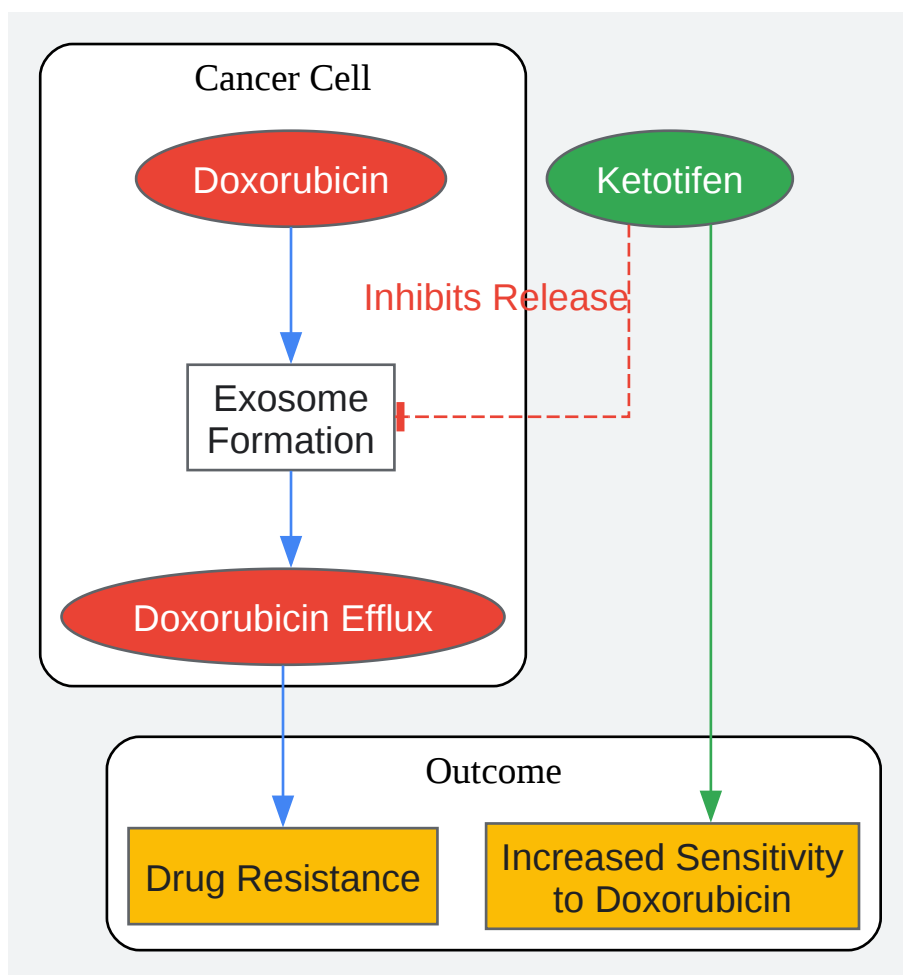 Cancer Cell
Doxorubicin
Ketotifen
Inhibits Release
Exosome
Formation
Doxorubicin Efflux
Outcome
Drug Resistance
Increased Sensitivity
to Doxorubicin